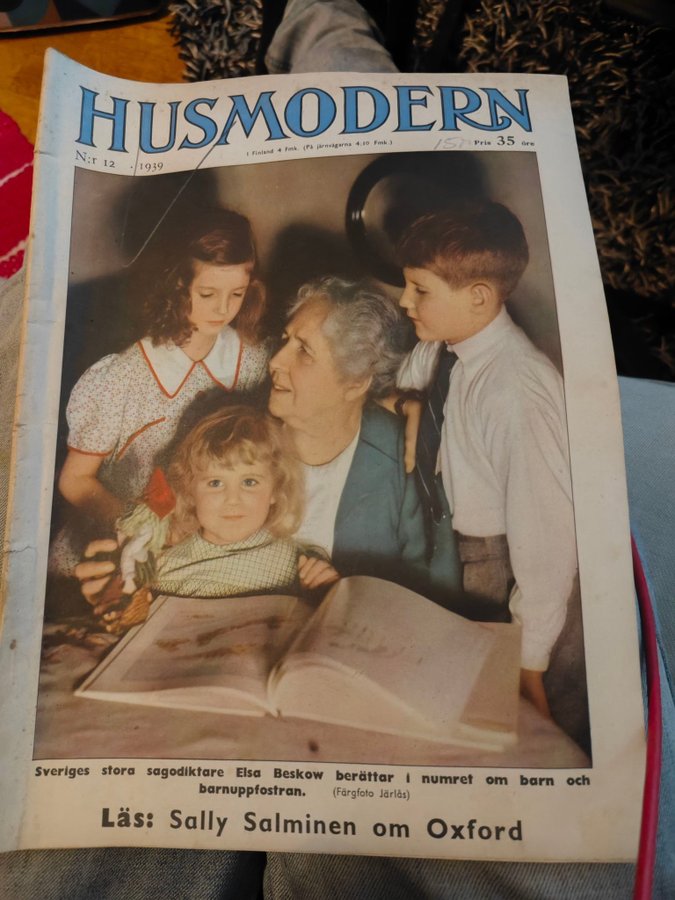 HUSMODERN
N:r 12 . 1939
I Finland 4 Fmk. (På järnvägarna 4:10 Fmk.)
Pris 35 öre
Sveriges stora sagodiktare Elsa Beskow berättar i numret om barn och
barnuppfostran. (Färgfoto Järlås)
Läs: Sally Salminen om Oxford